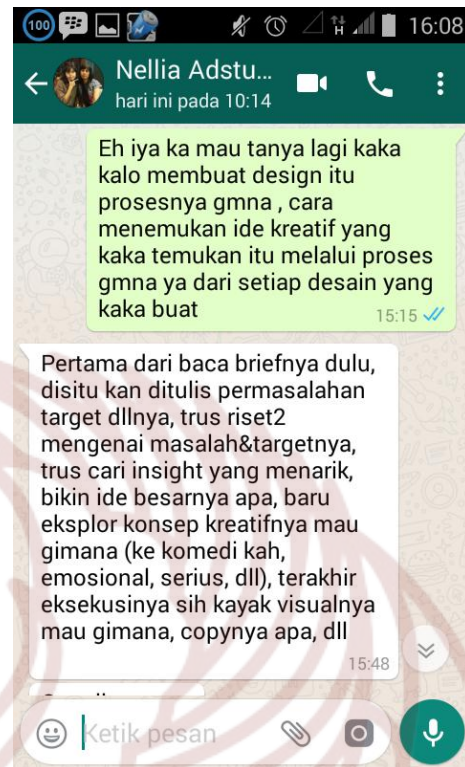 100 16:08
Nellia Adstu...
hari ini pada 10:14
Eh iya ka mau tanya lagi kaka
kalo membuat design itu
prosesnya gmna , cara
menemukan ide kreatif yang
kaka temukan itu melalui proses
gmna ya dari setiap desain yang
kaka buat
15:15
Pertama dari baca briefnya dulu,
disitu kan ditulis permasalahan
target dllnya, trus riset2
mengenai masalah&targetnya,
trus cari insight yang menarik,
bikin ide besarnya apa, baru
eksplor konsep kreatifnya mau
gimana (ke komedi kah,
emosional, serius, dll), terakhir
eksekusinya sih kayak visualnya
mau gimana, copynya apa, dll
15:48
Ketik pesan